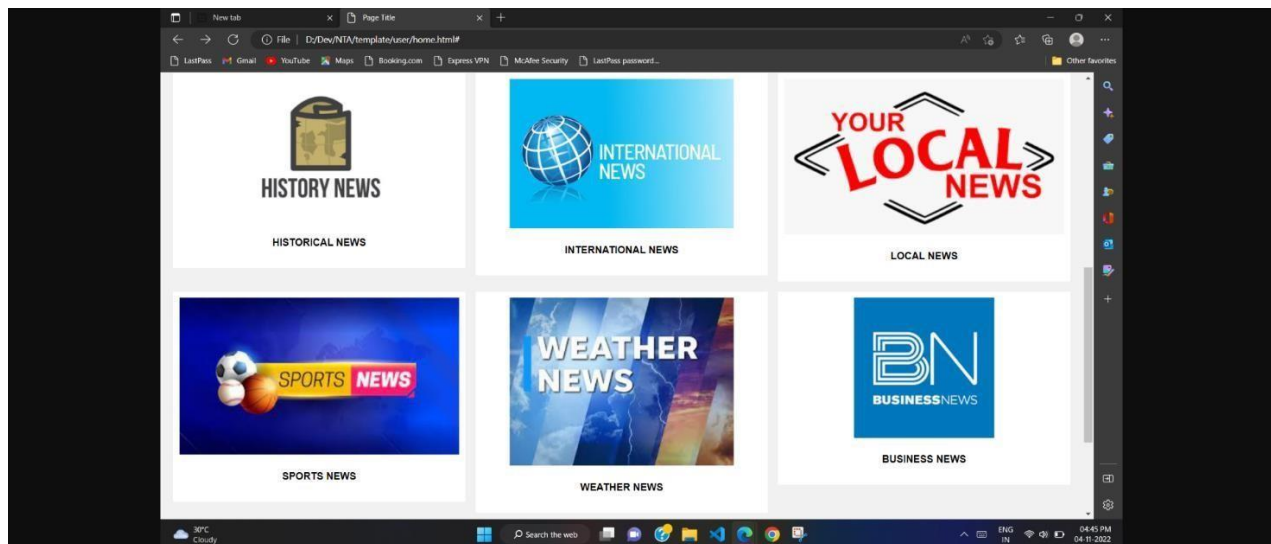 New tab
Page Title
File | D:/Dev/NTA/template/user/home.html#
LastPass Gmail YouTube Maps Booking.com Express VPN McAfee Security LastPass password... Other favorites
HISTORY NEWS
HISTORICAL NEWS
INTERNATIONAL
NEWS
INTERNATIONAL NEWS
YOUR
LOCAL
NEWS
LOCAL NEWS
SPORTS NEWS
SPORTS NEWS
WEATHER
NEWS
WEATHER NEWS
BN
BUSINESSNEWS
BUSINESS NEWS
30°C
Cloudy
Search the web
ENG
IN
04:45 PM
04-11-2022